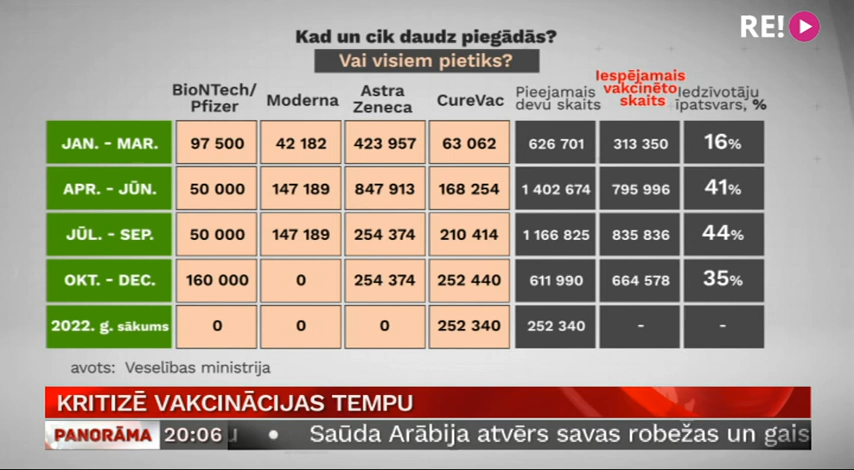 RE!
Kad un cik daudz piegādās?
Vai visiem pietiks?
BioNTech/ Pfizer Moderna Astra Zeneca CureVac Pieejamais devu skaits Iespējamais vakcinēto skaits Iedzīvotāju īpatsvars, %
JAN. - MAR. 97 500 42 182 423 957 63 062 626 701 313 350 16%
APR. - JŪN. 50 000 147 189 847 913 168 254 1 402 674 795 996 41%
JŪL. - SEP. 50 000 147 189 254 374 210 414 1 166 825 835 836 44%
OKT. - DEC. 160 000 0 254 374 252 440 611 990 664 578 35%
2022. g. sākums 0 0 0 252 340 252 340 - -
avots: Veselības ministrija
KRITIZĒ VAKCINĀCIJAS TEMPU
PANORĀMA 20:06 u • Saūda Arābija atvērs savas robežas un gais